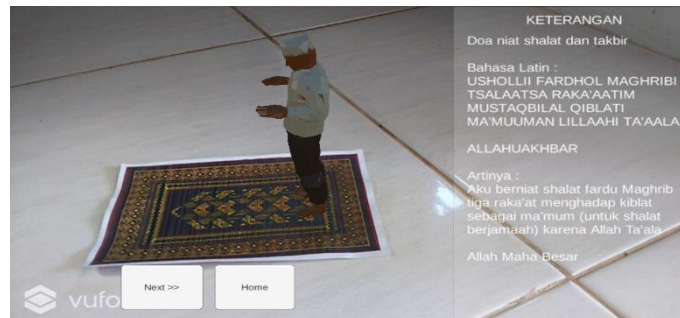 KETERANGAN
Doa niat shalat dan takbir
Bahasa Latin :
USHOLLII FARDHOL MAGHRIBI
TSALAATSA RAKA'AATIM
MUSTAQBILAL QIBLATI
MA'MUUMAN LILLAAHI TA'AALA
ALLAHUAKHBAR
Artinya :
Aku berniat shalat fardu Maghrib
tiga raka'at menghadap kiblat
sebagai ma'mum (untuk shalat
berjamaah) karena Allah Ta'ala
Allah Maha Besar
Next >>
Home
vufo